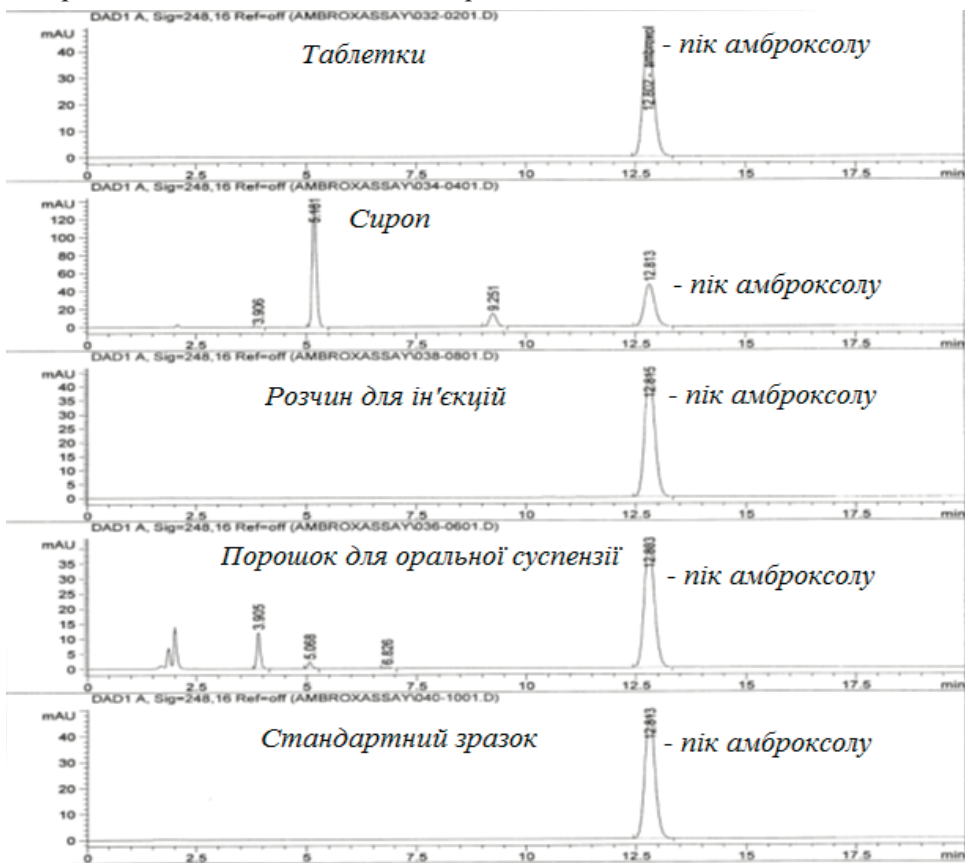 DAD1 A, Sig=248,16 Ref=off (AMBROXASSAY\032-0201.D)
mAU
Таблетки
- пік амброксолу
40
30
20
10
0
12.802 - ambroxol
0 2.5 5 7.5 10 12.5 15 17.5 min
DAD1 A, Sig=248,16 Ref=off (AMBROXASSAY\034-0401.D)
mAU
Сироп
- пік амброксолу
120
100
80
60
40
20
0
3.906
5.161
9.251
12.813
0 2.5 5 7.5 10 12.5 15 17.5 min
DAD1 A, Sig=248,16 Ref=off (AMBROXASSAY\038-0801.D)
mAU
Розчин для ін'єкцій
- пік амброксолу
40
35
30
25
20
15
10
5
0
12.815
0 2.5 5 7.5 10 12.5 15 17.5 min
DAD1 A, Sig=248,16 Ref=off (AMBROXASSAY\036-0601.D)
mAU
Порошок для оральної суспензії
- пік амброксолу
35
30
25
20
15
10
5
0
3.905
5.068
6.826
0 2.5 5 7.5 10 12.5 15 17.5 min
DAD1 A, Sig=248,16 Ref=off (AMBROXASSAY\040-1001.D)
mAU
Стандартний зразок
- пік амброксолу
40
30
20
10
0
12.813
0 2.5 5 7.5 10 12.5 15 17.5 min